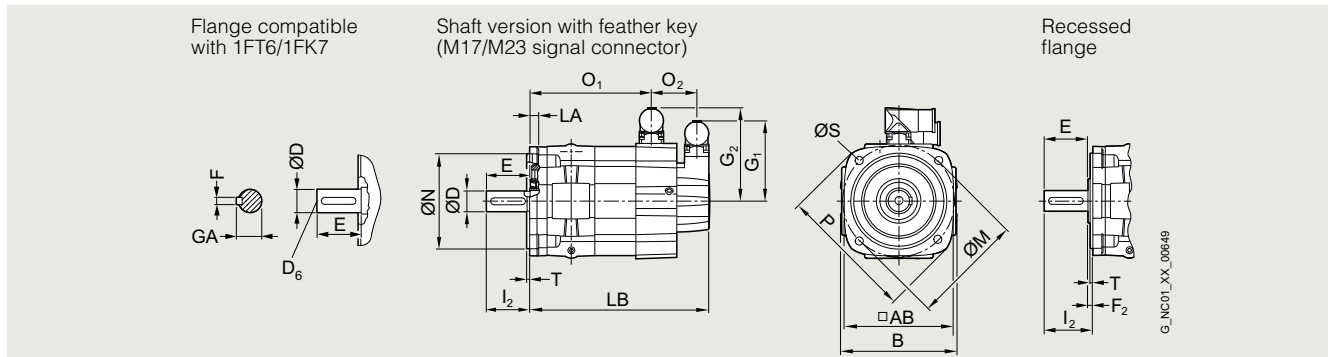 Flange compatible
with 1FT6/1FK7
Shaft version with feather key
(M17/M23 signal connector)
Recessed
flange
O₁
O₂
LA
G₂
G₁
E
ØN
ØD
T
I₂
LB
F
GA
ØD
E
D₆
ØS
P
ØM
□AB
B
E
T
F₂
I₂
G_NC01_XX_00649